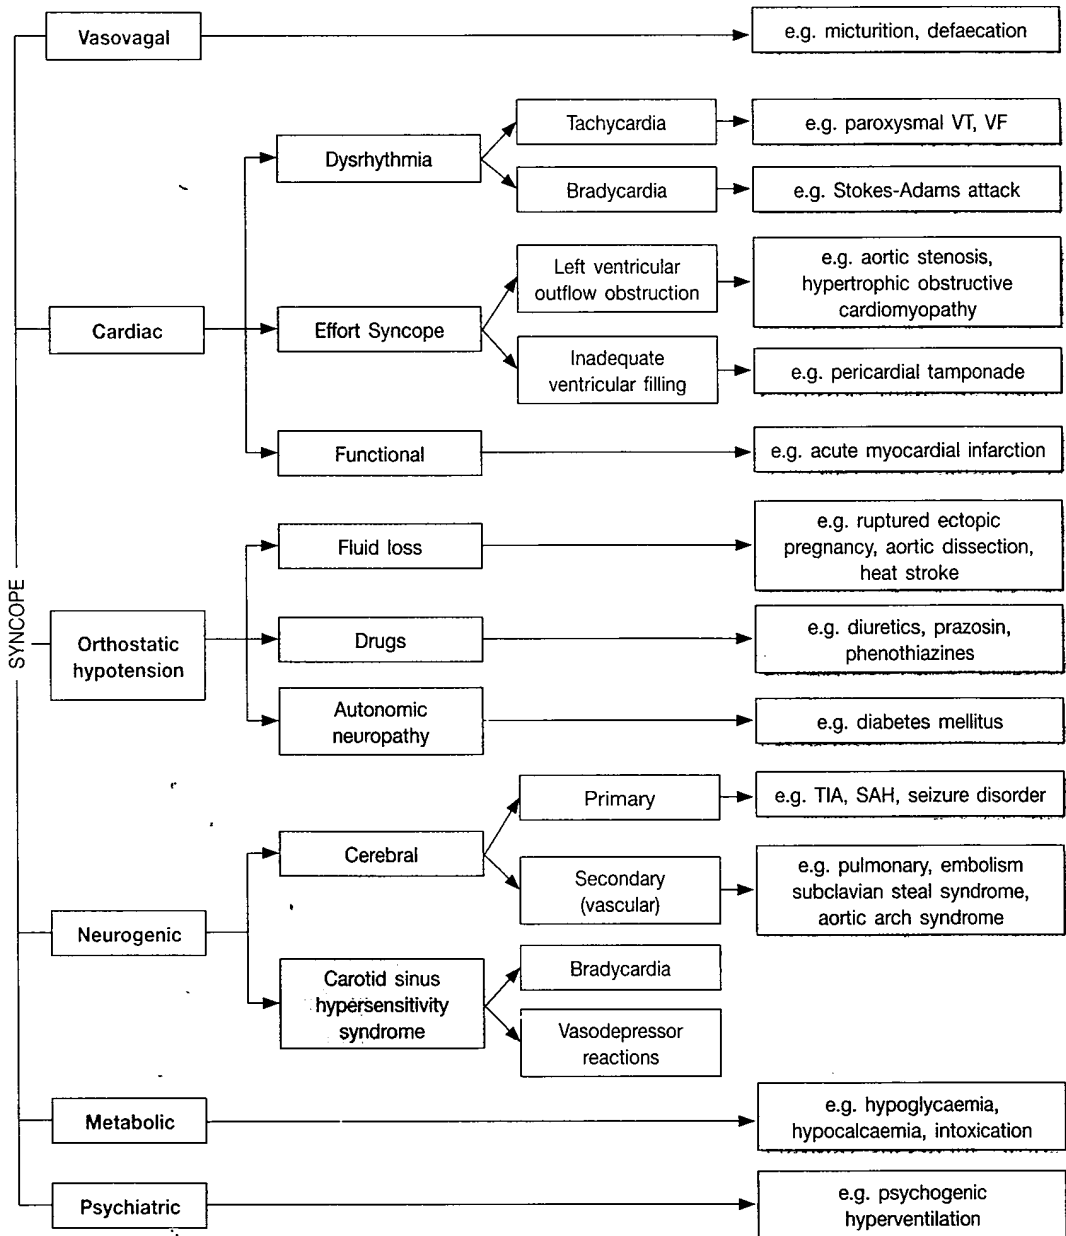 SYNCOPE
Vasovagal
e.g. micturition, defaecation
Cardiac
Dysrhythmia
Tachycardia
e.g. paroxysmal VT, VF
Bradycardia
e.g. Stokes-Adams attack
Effort Syncope
Left ventricular
outflow obstruction
e.g. aortic stenosis,
hypertrophic obstructive
cardiomyopathy
Inadequate
ventricular filling
e.g. pericardial tamponade
Functional
e.g. acute myocardial infarction
Orthostatic
hypotension
Fluid loss
e.g. ruptured ectopic
pregnancy, aortic dissection,
heat stroke
Drugs
e.g. diuretics, prazosin,
phenothiazines
Autonomic
neuropathy
e.g. diabetes mellitus
Neurogenic
Cerebral
Primary
e.g. TIA, SAH, seizure disorder
Secondary
(vascular)
e.g. pulmonary, embolism
subclavian steal syndrome,
aortic arch syndrome
Carotid sinus
hypersensitivity
syndrome
Bradycardia
Vasodepressor
reactions
Metabolic
e.g. hypoglycaemia,
hypocalcaemia, intoxication
Psychiatric
e.g. psychogenic
hyperventilation